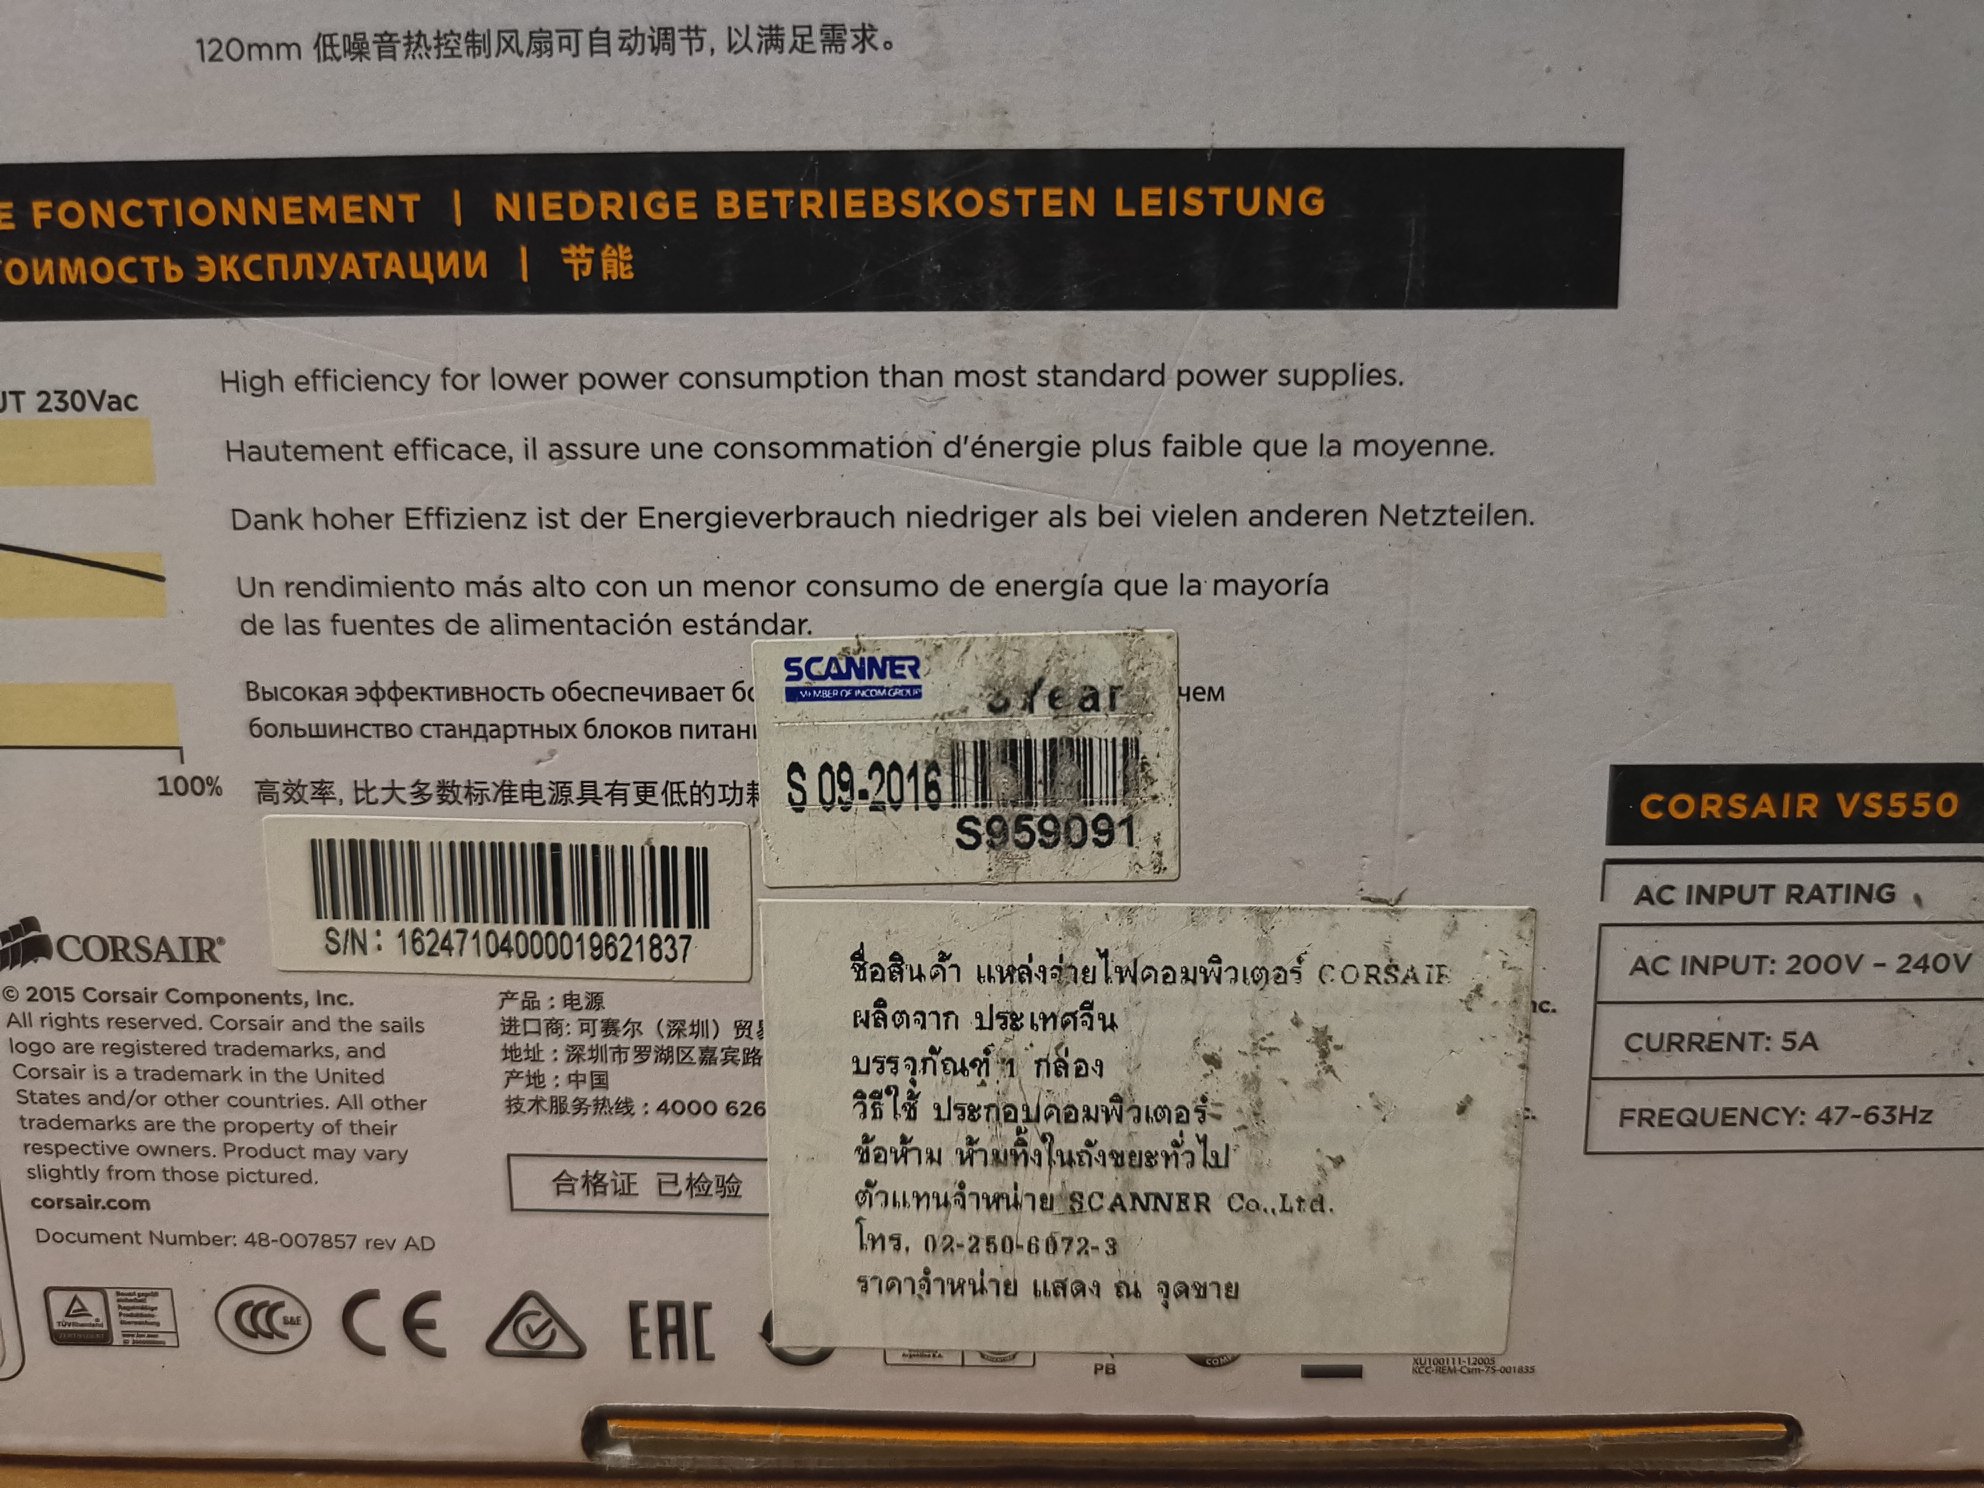 120mm 低噪音热控制风扇可自动调节, 以满足需求。
E FONCTIONNEMENT | NIEDRIGE BETRIEBSKOSTEN LEISTUNG
ТОИМОСТЬ ЭКСПЛУАТАЦИИ | 节能
UT 230Vac
High efficiency for lower power consumption than most standard power supplies.
Hautement efficace, il assure une consommation d'énergie plus faible que la moyenne.
Dank hoher Effizienz ist der Energieverbrauch niedriger als bei vielen anderen Netzteilen.
Un rendimiento más alto con un menor consumo de energía que la mayoría
de las fuentes de alimentación estándar.
Высокая эффективность обеспечивает чем
большинство стандартных блоков
100%
高效率, 比大多数标准电源具有更低的功
SCANNER
MEMBER OF INCOM GROUP
3 Year
S 09-2016
S959091
S/N: 16247104000019621837
CORSAIR
© 2015 Corsair Components, Inc.
All rights reserved. Corsair and the sails
logo are registered trademarks, and
Corsair is a trademark in the United
States and/or other countries. All other
trademarks are the property of their
respective owners. Product may vary
slightly from those pictured.
corsair.com
Document Number: 48-007857 rev AD
产品 : 电源
进口商: 可赛尔（深圳）贸
地址 : 深圳市罗湖区嘉宾路
产地 : 中国
技术服务热线 : 4000 626
合格证 已检验
ชื่อสินค้า แหล่งจ่ายไฟคอมพิวเตอร์ CORSAIR
ผลิตจาก ประเทศจีน
บรรจุภัณฑ์ 1 กล่อง
วิธีใช้ ประกอบคอมพิวเตอร์
ข้อห้าม ห้ามทิ้งในถังขยะทั่วไป
ตัวแทนจำหน่าย SCANNER Co.,Ltd.
โทร. 02-250-6072-3
ราคาจำหน่าย แสดง ณ จุดขาย
nc.
CORSAIR VS550
AC INPUT RATING
AC INPUT: 200V - 240V
CURRENT: 5A
FREQUENCY: 47~63Hz
TÜVRheinland
CCC S&E
CE
EAC
PB
XU100111-12005
KCC-REM-Csm-75-001835